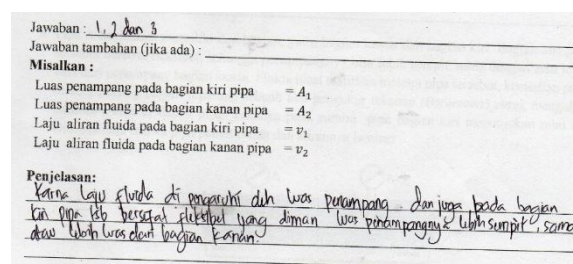 Jawaban : 1, 2 dan 3
Jawaban tambahan (jika ada) :
Misalkan :
Luas penampang pada bagian kiri pipa = A₁
Luas penampang pada bagian kanan pipa = A₂
Laju aliran fluida pada bagian kiri pipa = v₁
Laju aliran fluida pada bagian kanan pipa = v₂
Penjelasan:
Karna laju fluida di pengaruhi oleh luas penampang. dan juga pada bagian
kiri pipa tsb bersifat fleksibel yang diman luas penampangnya lebih sempit, sama
atau lebih luas dari bagian kanan.